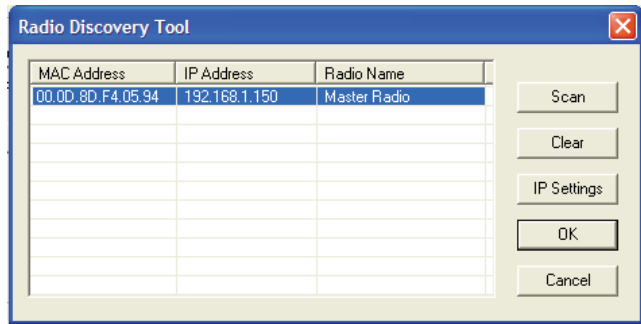 Radio Discovery Tool
MAC Address IP Address Radio Name
00.0D.8D.F4.05.94 192.168.1.150 Master Radio
Scan
Clear
IP Settings
OK
Cancel